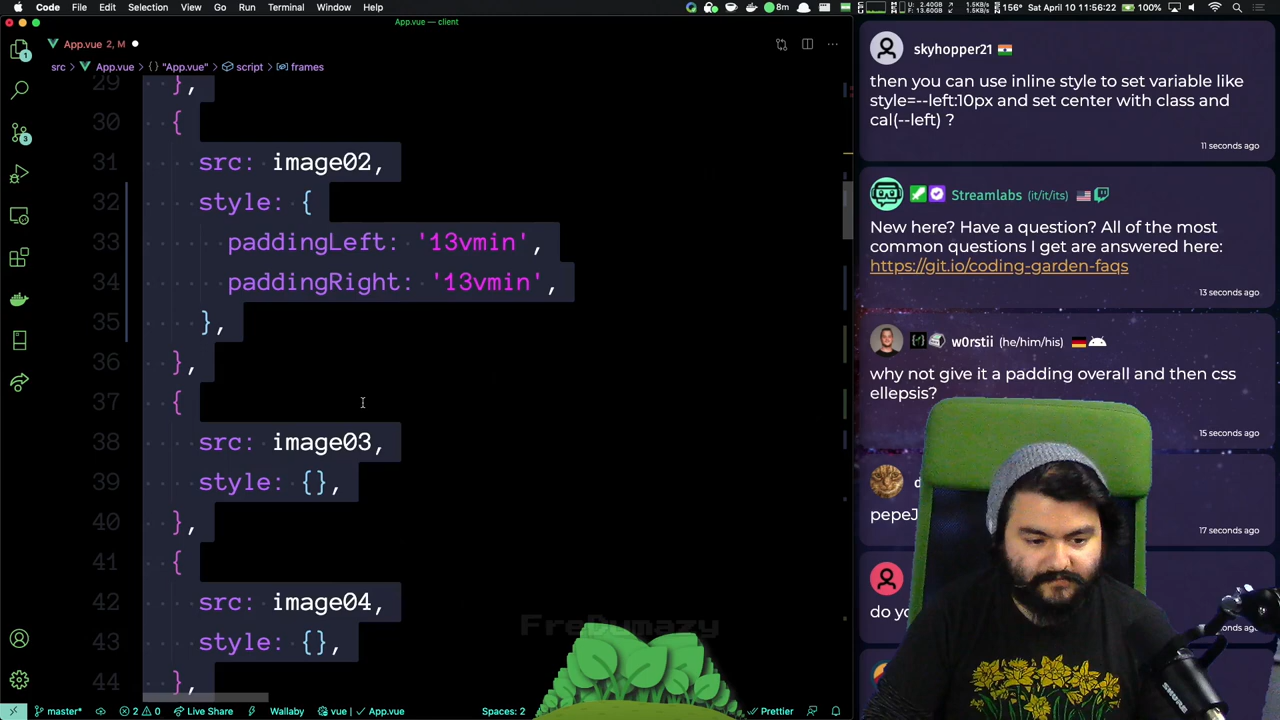 Code File Edit Selection View Go Run Terminal Window Help
8m
156° Sat April 10 11:56:22
100%
App.vue — client
App.vue 2, M
src > App.vue > {} "App.vue" > script > frames
29 },
30 {
31 src: image02,
32 style: {
33 paddingLeft: '13vmin',
34 paddingRight: '13vmin',
35 },
36 },
37 {
38 src: image03,
39 style: {},
40 },
41 {
42 src: image04,
43 style: {},
44 },
FreDumazy
master* 2 0 Live Share Wallaby vue | App.vue Spaces: 2 Prettier
skyhopper21
then you can use inline style to set variable like
style=--left:10px and set center with class and
cal(--left) ?
11 seconds ago
Streamlabs (it/it/its)
New here? Have a question? All of the most
common questions I get are answered here:
https://git.io/coding-garden-faqs
13 seconds ago
w0rstii (he/him/his)
why not give it a padding overall and then css
ellepsis?
15 seconds ago
pepeJ
17 seconds ago
do yo